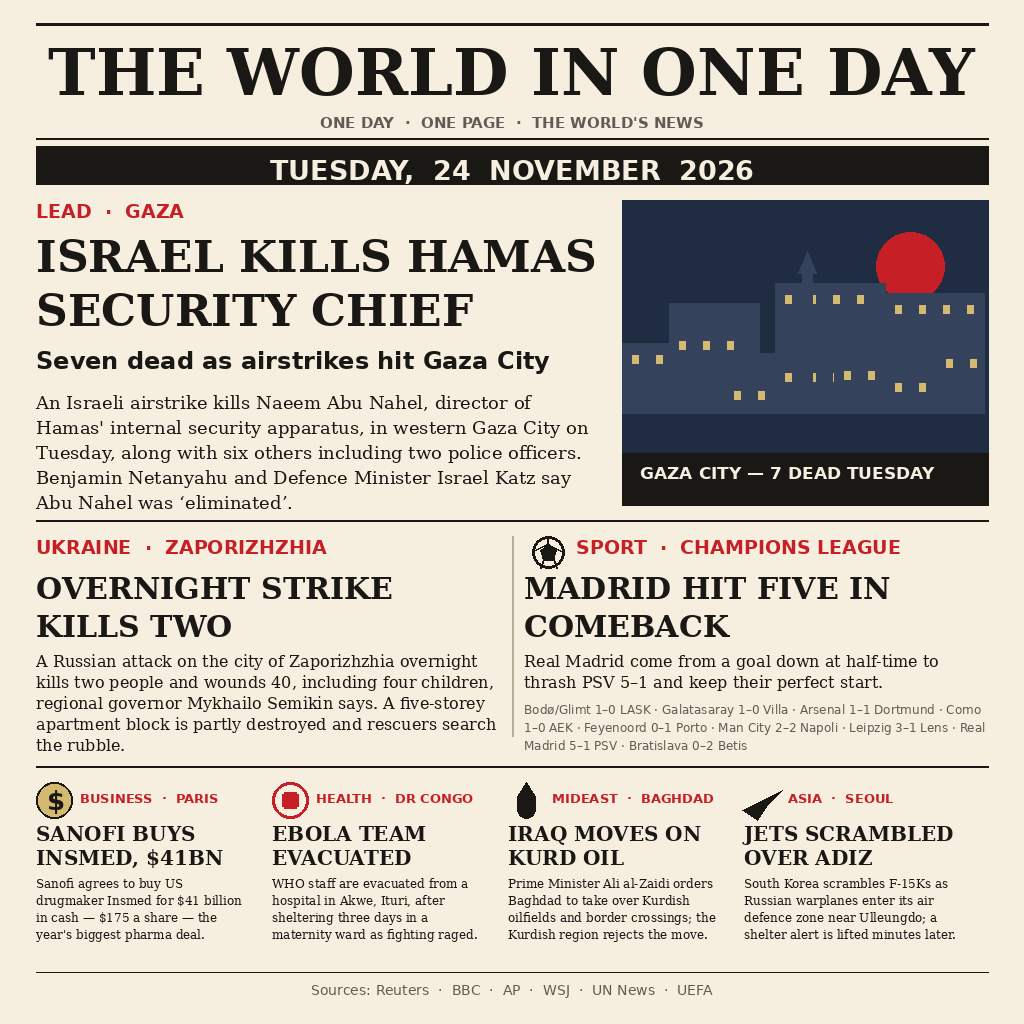 THE WORLD IN ONE DAY
ONE DAY · ONE PAGE · THE WORLD'S NEWS
TUESDAY, 24 NOVEMBER 2026
LEAD · GAZA
ISRAEL KILLS HAMAS
SECURITY CHIEF
Seven dead as airstrikes hit Gaza City
An Israeli airstrike kills Naeem Abu Nahel, director of
Hamas' internal security apparatus, in western Gaza City on
Tuesday, along with six others including two police officers.
Benjamin Netanyahu and Defence Minister Israel Katz say
Abu Nahel was ‘eliminated’.
GAZA CITY — 7 DEAD TUESDAY
UKRAINE · ZAPORIZHZHIA
OVERNIGHT STRIKE
KILLS TWO
A Russian attack on the city of Zaporizhzhia overnight
kills two people and wounds 40, including four children,
regional governor Mykhailo Semikin says. A five-storey
apartment block is partly destroyed and rescuers search
the rubble.
SPORT · CHAMPIONS LEAGUE
MADRID HIT FIVE IN
COMEBACK
Real Madrid come from a goal down at half-time to
thrash PSV 5–1 and keep their perfect start.
Bodø/Glimt 1–0 LASK · Galatasaray 1–0 Villa · Arsenal 1–1 Dortmund · Como
1–0 AEK · Feyenoord 0–1 Porto · Man City 2–2 Napoli · Leipzig 3–1 Lens · Real
Madrid 5–1 PSV · Bratislava 0–2 Betis
$
BUSINESS · PARIS
SANOFI BUYS
INSMED, $41BN
Sanofi agrees to buy US
drugmaker Insmed for $41 billion
in cash — $175 a share — the
year's biggest pharma deal.
HEALTH · DR CONGO
EBOLA TEAM
EVACUATED
WHO staff are evacuated from a
hospital in Akwe, Ituri, after
sheltering three days in a
maternity ward as fighting raged.
MIDEAST · BAGHDAD
IRAQ MOVES ON
KURD OIL
Prime Minister Ali al-Zaidi orders
Baghdad to take over Kurdish
oilfields and border crossings; the
Kurdish region rejects the move.
ASIA · SEOUL
JETS SCRAMBLED
OVER ADIZ
South Korea scrambles F-15Ks as
Russian warplanes enter its air
defence zone near Ulleungdo; a
shelter alert is lifted minutes later.
Sources: Reuters · BBC · AP · WSJ · UN News · UEFA